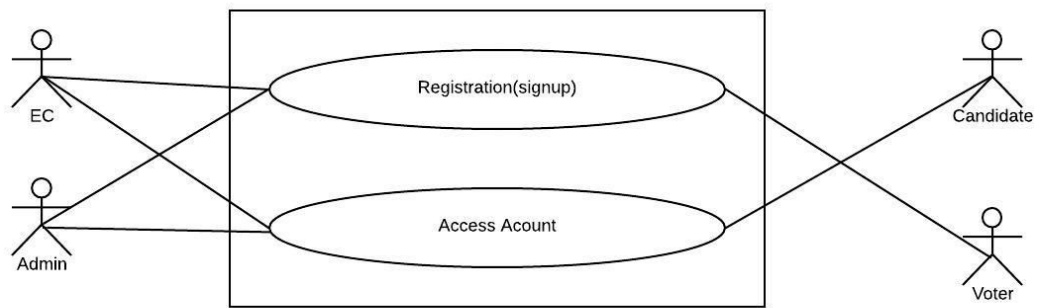 Registration(signup)
EC
Candidate
Access Acount
Admin
Voter